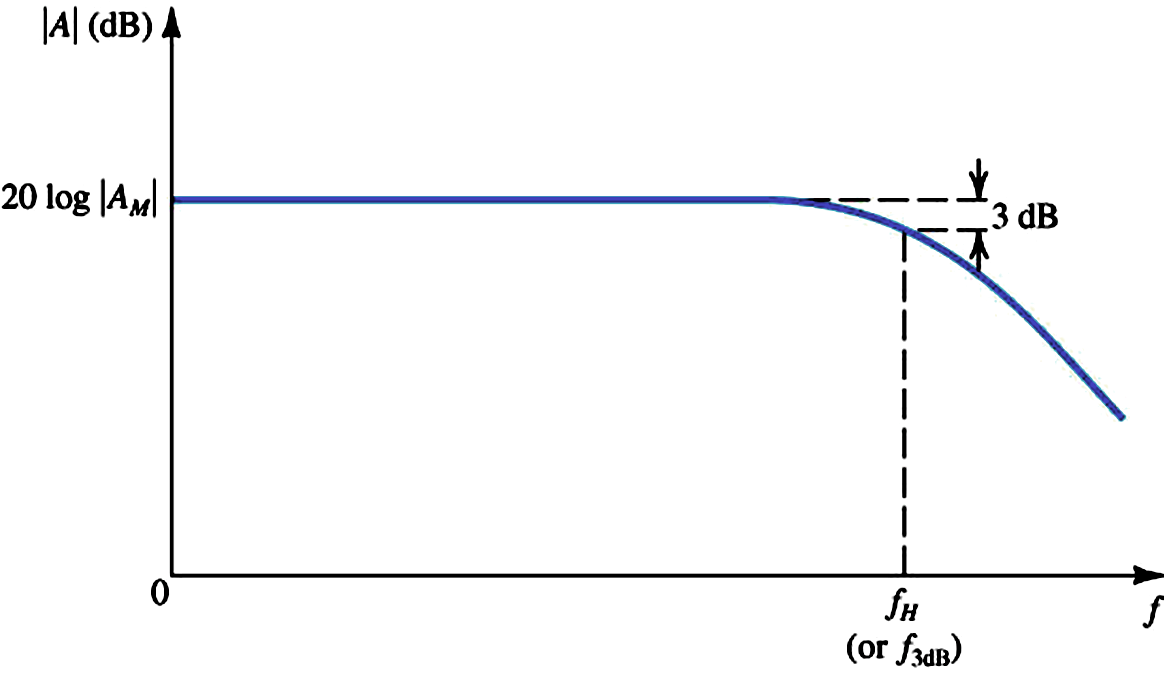 |A| (dB)
20 log |A_M|
3 dB
0
f_H
f
(or f_3dB)